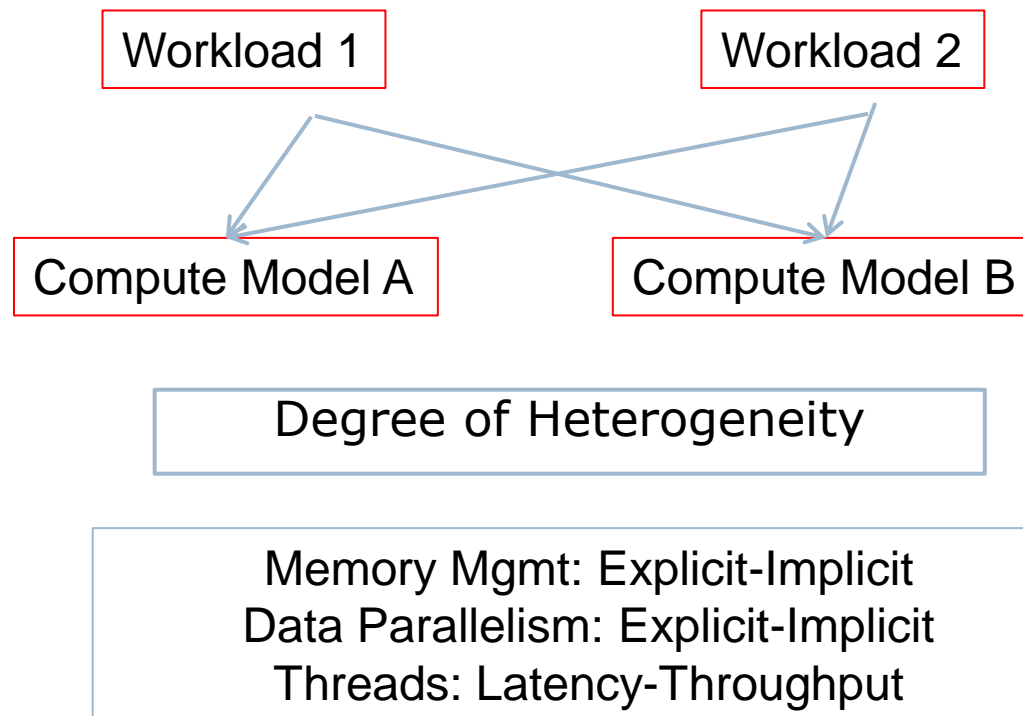 Workload 1
Workload 2
Compute Model A
Compute Model B
Degree of Heterogeneity
Memory Mgmt: Explicit-Implicit
Data Parallelism: Explicit-Implicit
Threads: Latency-Throughput